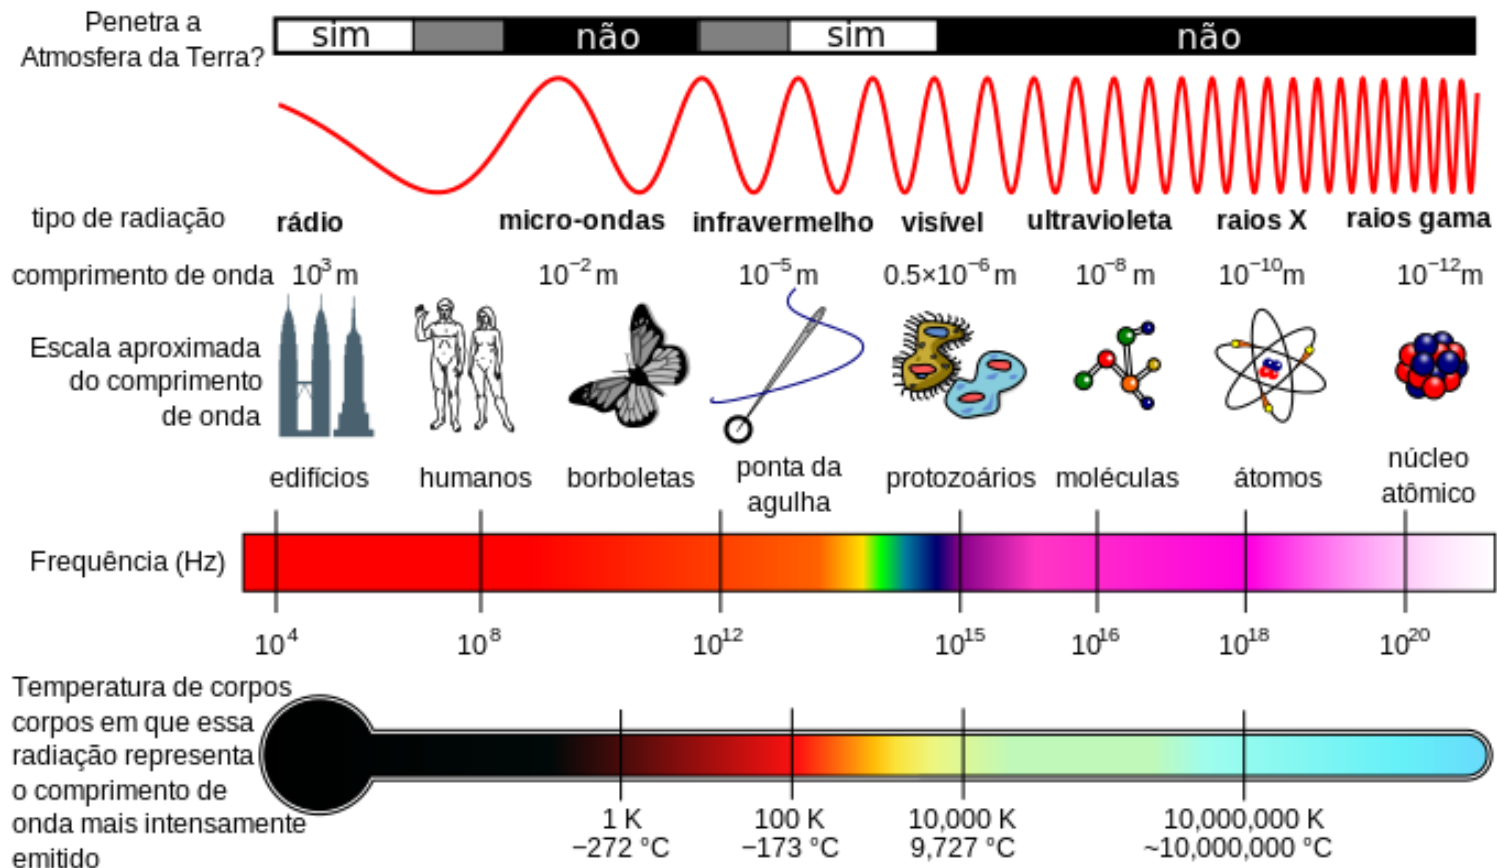 Penetra a
Atmosfera da Terra?
sim não sim não
tipo de radiação rádio micro-ondas infravermelho visível ultravioleta raios X raios gama
comprimento de onda 10³ m 10⁻² m 10⁻⁵ m 0.5×10⁻⁶ m 10⁻⁸ m 10⁻¹⁰ m 10⁻¹²m
Escala aproximada
do comprimento
de onda
edifícios humanos borboletas ponta da agulha protozoários moléculas átomos núcleo atômico
Frequência (Hz)
10⁴ 10⁸ 10¹² 10¹⁵ 10¹⁶ 10¹⁸ 10²⁰
Temperatura de corpos
corpos em que essa
radiação representa
o comprimento de
onda mais intensamente
emitido
1 K 100 K 10,000 K 10,000,000 K
−272 °C −173 °C 9,727 °C ~10,000,000 °C